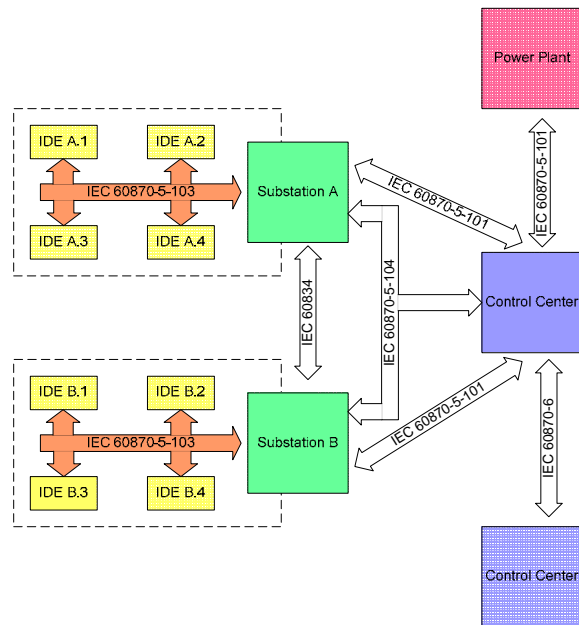 Power Plant
IDE A.1
IDE A.2
IEC 60870-5-103
IDE A.3
IDE A.4
Substation A
IEC 60870-5-101
IEC 60870-5-101
IEC 60870-5-104
IEC 60834
Control Center
IDE B.1
IDE B.2
IEC 60870-5-103
IDE B.3
IDE B.4
Substation B
IEC 60870-5-101
IEC 60870-6
Control Center